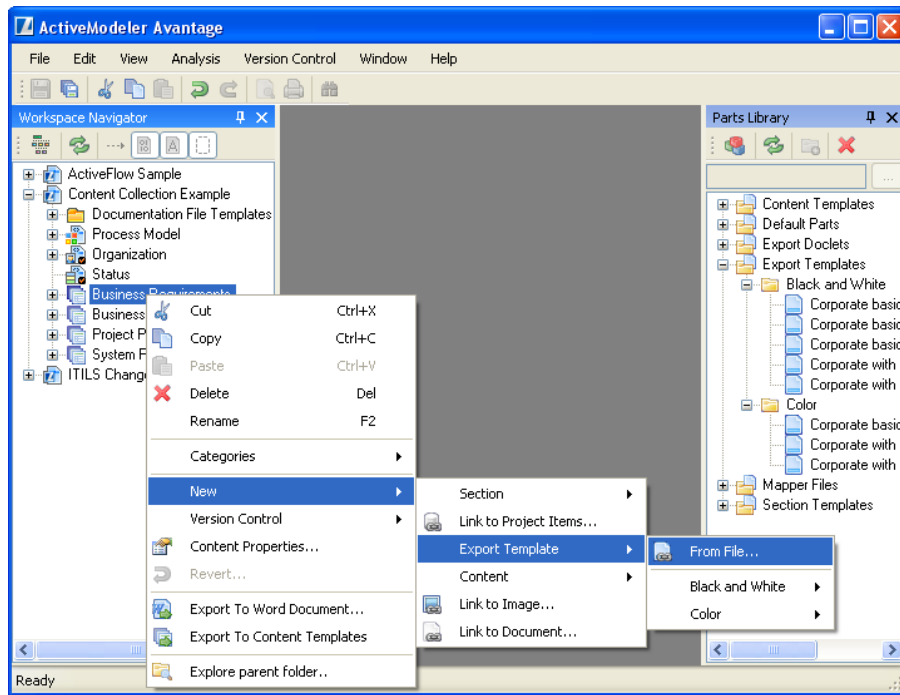 ActiveModeler Avantage
File Edit View Analysis Version Control Window Help
Workspace Navigator
ActiveFlow Sample
Content Collection Example
Documentation File Templates
Process Model
Organization
Status
Business Requirements
Business
Project P
System F
ITILS Chang
Cut Ctrl+X
Copy Ctrl+C
Paste Ctrl+V
Delete Del
Rename F2
Categories
New
Version Control
Content Properties...
Revert...
Export To Word Document...
Export To Content Templates
Explore parent folder..
Section
Link to Project Items...
Export Template
Content
Link to Image...
Link to Document...
From File...
Black and White
Color
Parts Library
...
Content Templates
Default Parts
Export Doclets
Export Templates
Black and White
Corporate basic
Corporate basic
Corporate basic
Corporate with
Corporate with
Color
Corporate basic
Corporate with
Corporate with
Mapper Files
Section Templates
Ready